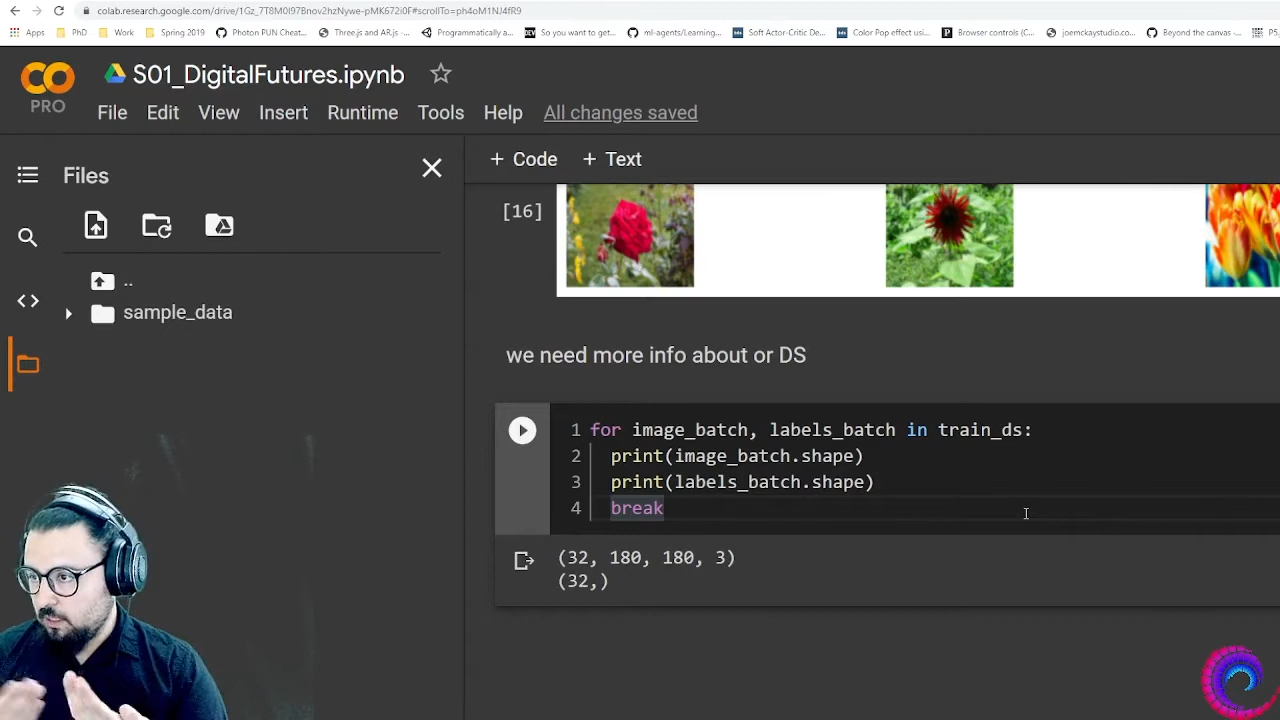 colab.research.google.com/drive/1Gz_7T8M0I97Bnov2hzNywe-pMK672i0F#scrollTo=ph4oM1NJ4fR9
Apps PhD Work Spring 2019 Photon PUN Cheat... Three.js and AR.js -... Programmatically a... So you want to get... ml-agents/Learning... Soft Actor-Critic De... Color Pop effect using... Browser controls (C... joemckaystudio.co... Beyond the canvas -... P5
CO
PRO
S01_DigitalFutures.ipynb
File Edit View Insert Runtime Tools Help All changes saved
Files
+ Code + Text
[16]
..
sample_data
we need more info about or DS
1 for image_batch, labels_batch in train_ds:
2 print(image_batch.shape)
3 print(labels_batch.shape)
4 break
(32, 180, 180, 3)
(32,)